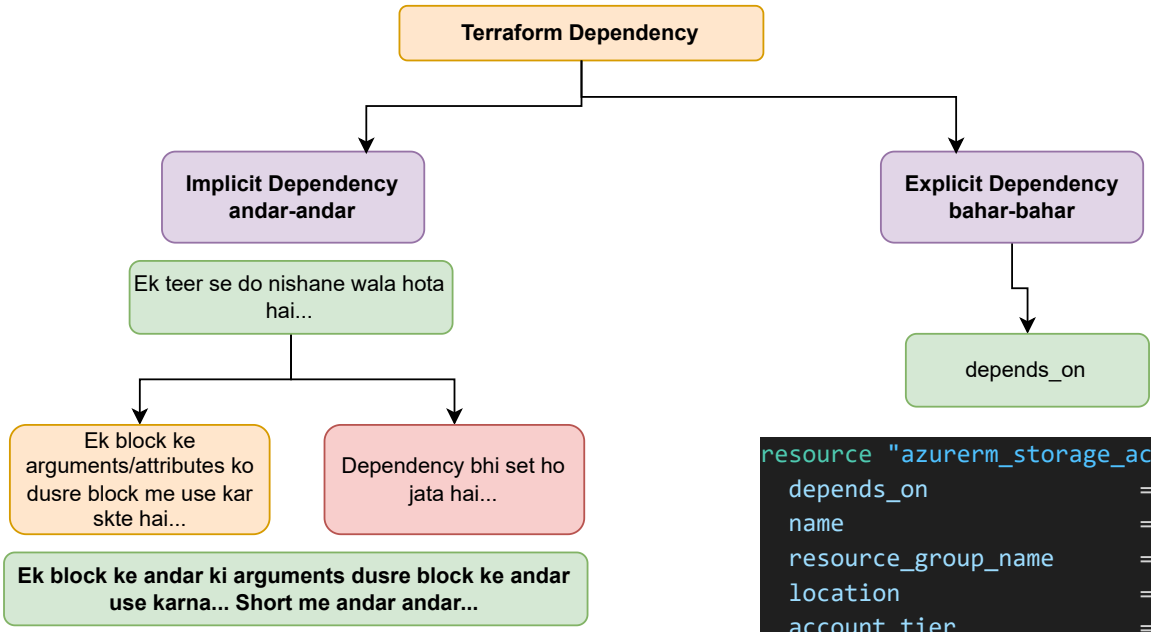 Terraform Dependency
Implicit Dependency
andar-andar
Explicit Dependency
bahar-bahar
Ek teer se do nishane wala hota
hai...
depends_on
Ek block ke
arguments/attributes ko
dusre block me use kar
skte hai...
Dependency bhi set ho
jata hai...
Ek block ke andar ki arguments dusre block ke andar
use karna... Short me andar andar...
resource "azurerm_storage_ac
depends_on =
name =
resource_group_name =
location =
account_tier =